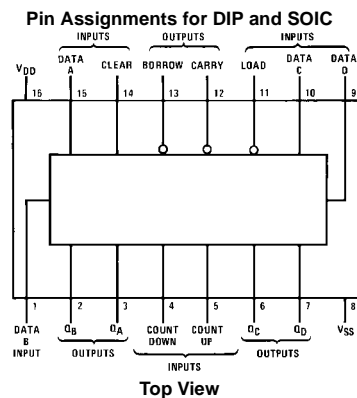 Pin Assignments for DIP and SOIC
INPUTS OUTPUTS INPUTS
VDD DATA A CLEAR BORROW CARRY LOAD DATA C DATA D
16 15 14 13 12 11 10 9
1 2 3 4 5 6 7 8
DATA B INPUT QB QA COUNT DOWN COUNT UP QC QD VSS
OUTPUTS INPUTS OUTPUTS
Top View